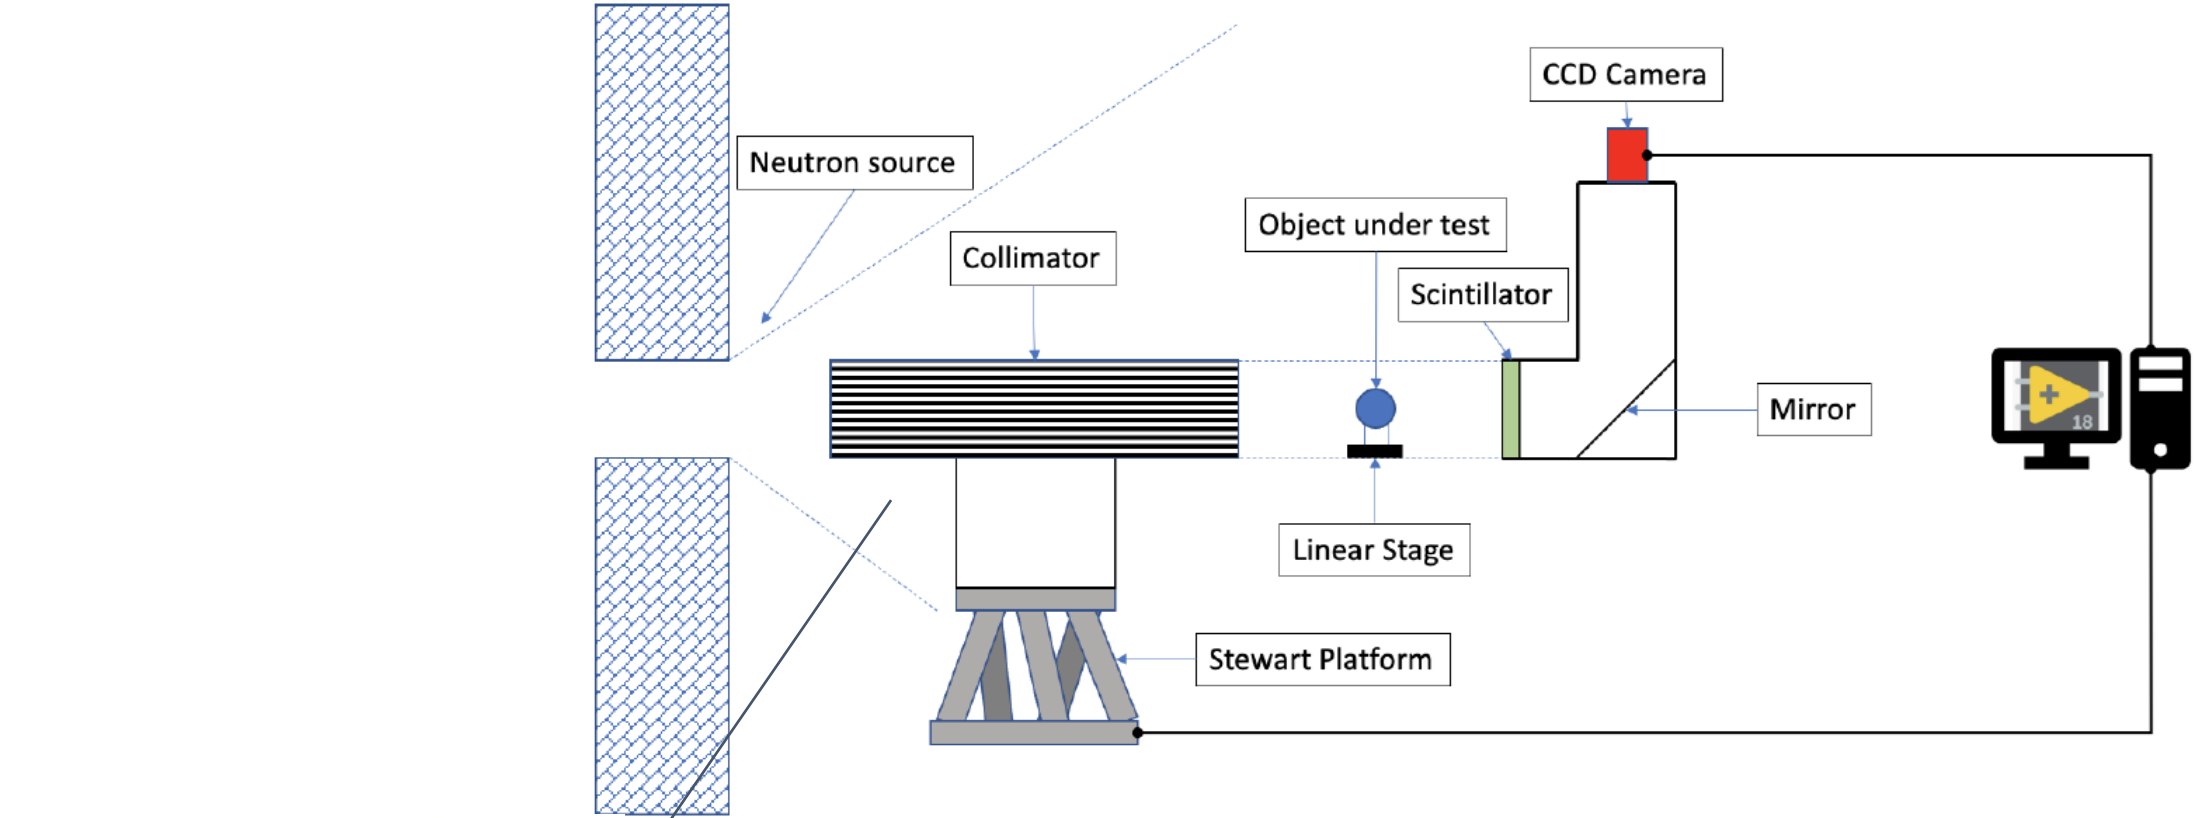 CCD Camera
Neutron source
Object under test
Collimator
Scintillator
Mirror
18
Linear Stage
Stewart Platform